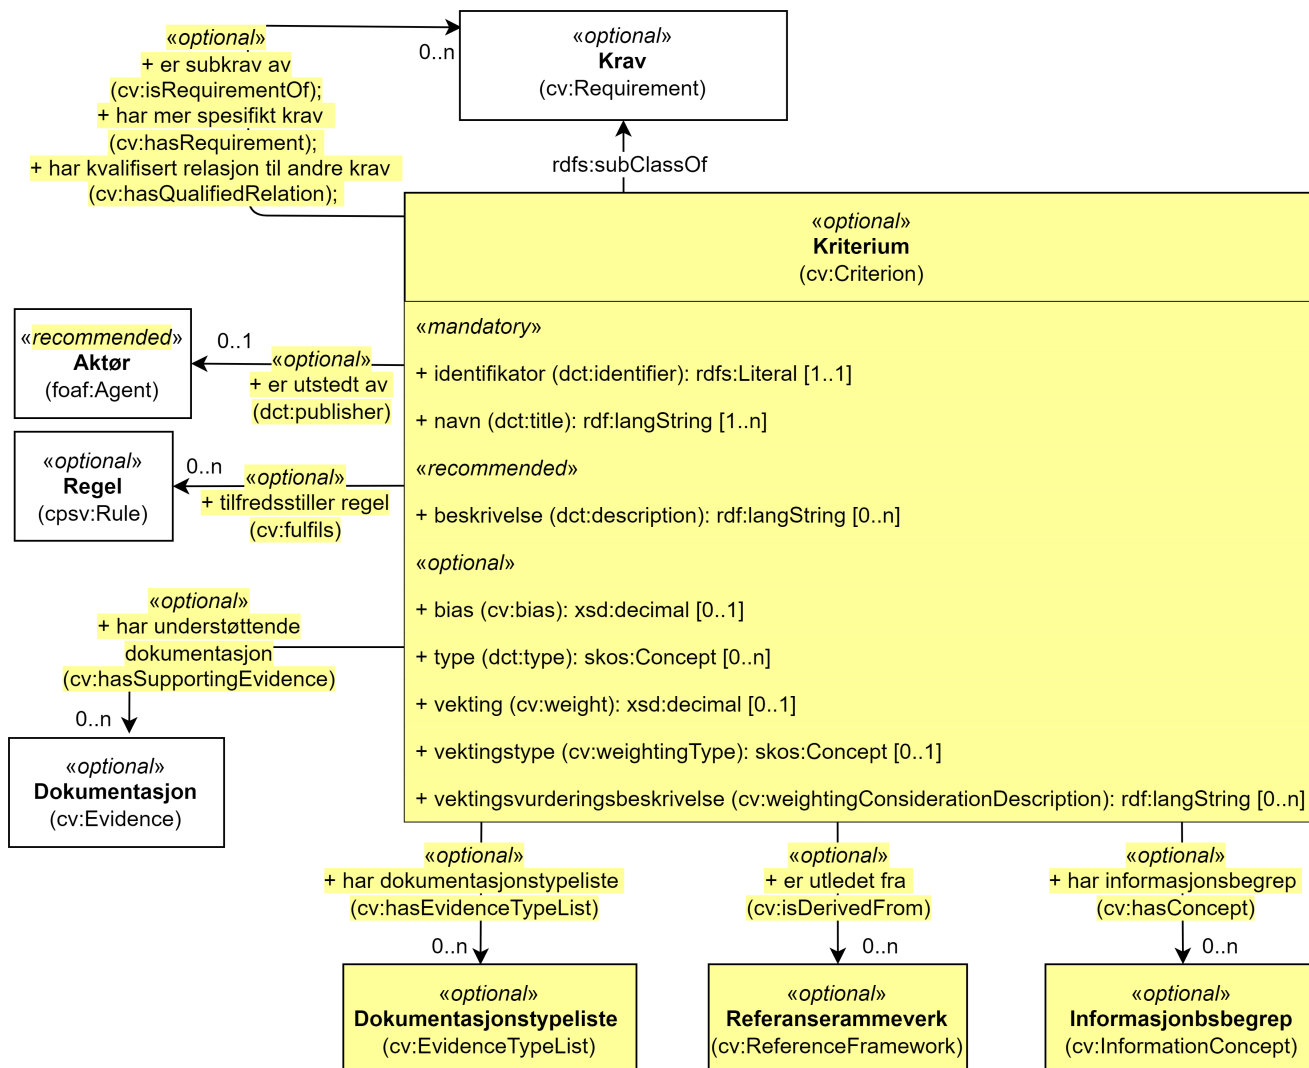 «optional»
+ er subkrav av
(cv:isRequirementOf);
+ har mer spesifikt krav
(cv:hasRequirement);
+ har kvalifisert relasjon til andre krav
(cv:hasQualifiedRelation);
0..n
«optional»
Krav
(cv:Requirement)
rdfs:subClassOf
«optional»
Kriterium
(cv:Criterion)
«mandatory»
+ identifikator (dct:identifier): rdfs:Literal [1..1]
+ navn (dct:title): rdf:langString [1..n]
«recommended»
+ beskrivelse (dct:description): rdf:langString [0..n]
«optional»
+ bias (cv:bias): xsd:decimal [0..1]
+ type (dct:type): skos:Concept [0..n]
+ vekting (cv:weight): xsd:decimal [0..1]
+ vektingstype (cv:weightingType): skos:Concept [0..1]
+ vektingsvurderingsbeskrivelse (cv:weightingConsiderationDescription): rdf:langString [0..n]
«recommended»
Aktør
(foaf:Agent)
0..1
«optional»
+ er utstedt av
(dct:publisher)
«optional»
Regel
(cpsv:Rule)
0..n
«optional»
+ tilfredsstiller regel
(cv:fulfils)
«optional»
+ har understøttende
dokumentasjon
(cv:hasSupportingEvidence)
0..n
«optional»
Dokumentasjon
(cv:Evidence)
«optional»
+ har dokumentasjonstypeliste
(cv:hasEvidenceTypeList)
0..n
«optional»
Dokumentasjonstypeliste
(cv:EvidenceTypeList)
«optional»
+ er utledet fra
(cv:isDerivedFrom)
0..n
«optional»
Referanserammeverk
(cv:ReferenceFramework)
«optional»
+ har informasjonsbegrep
(cv:hasConcept)
0..n
«optional»
Informasjonbsbegrep
(cv:InformationConcept)